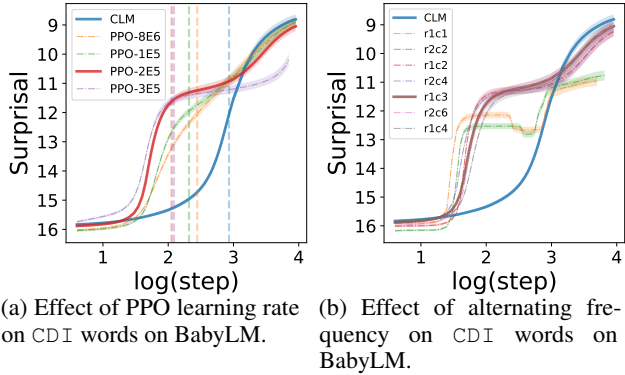 9
10
11
12
13
14
15
16
Surprisal
CLM
PPO-8E6
PPO-1E5
PPO-2E5
PPO-3E5
1
2
3
4
log(step)
(a) Effect of PPO learning rate
on CDI words on BabyLM.
9
10
11
12
13
14
15
16
Surprisal
CLM
r1c1
r2c2
r1c2
r2c4
r1c3
r2c6
r1c4
1
2
3
4
log(step)
(b) Effect of alternating fre-
quency on CDI words on
BabyLM.